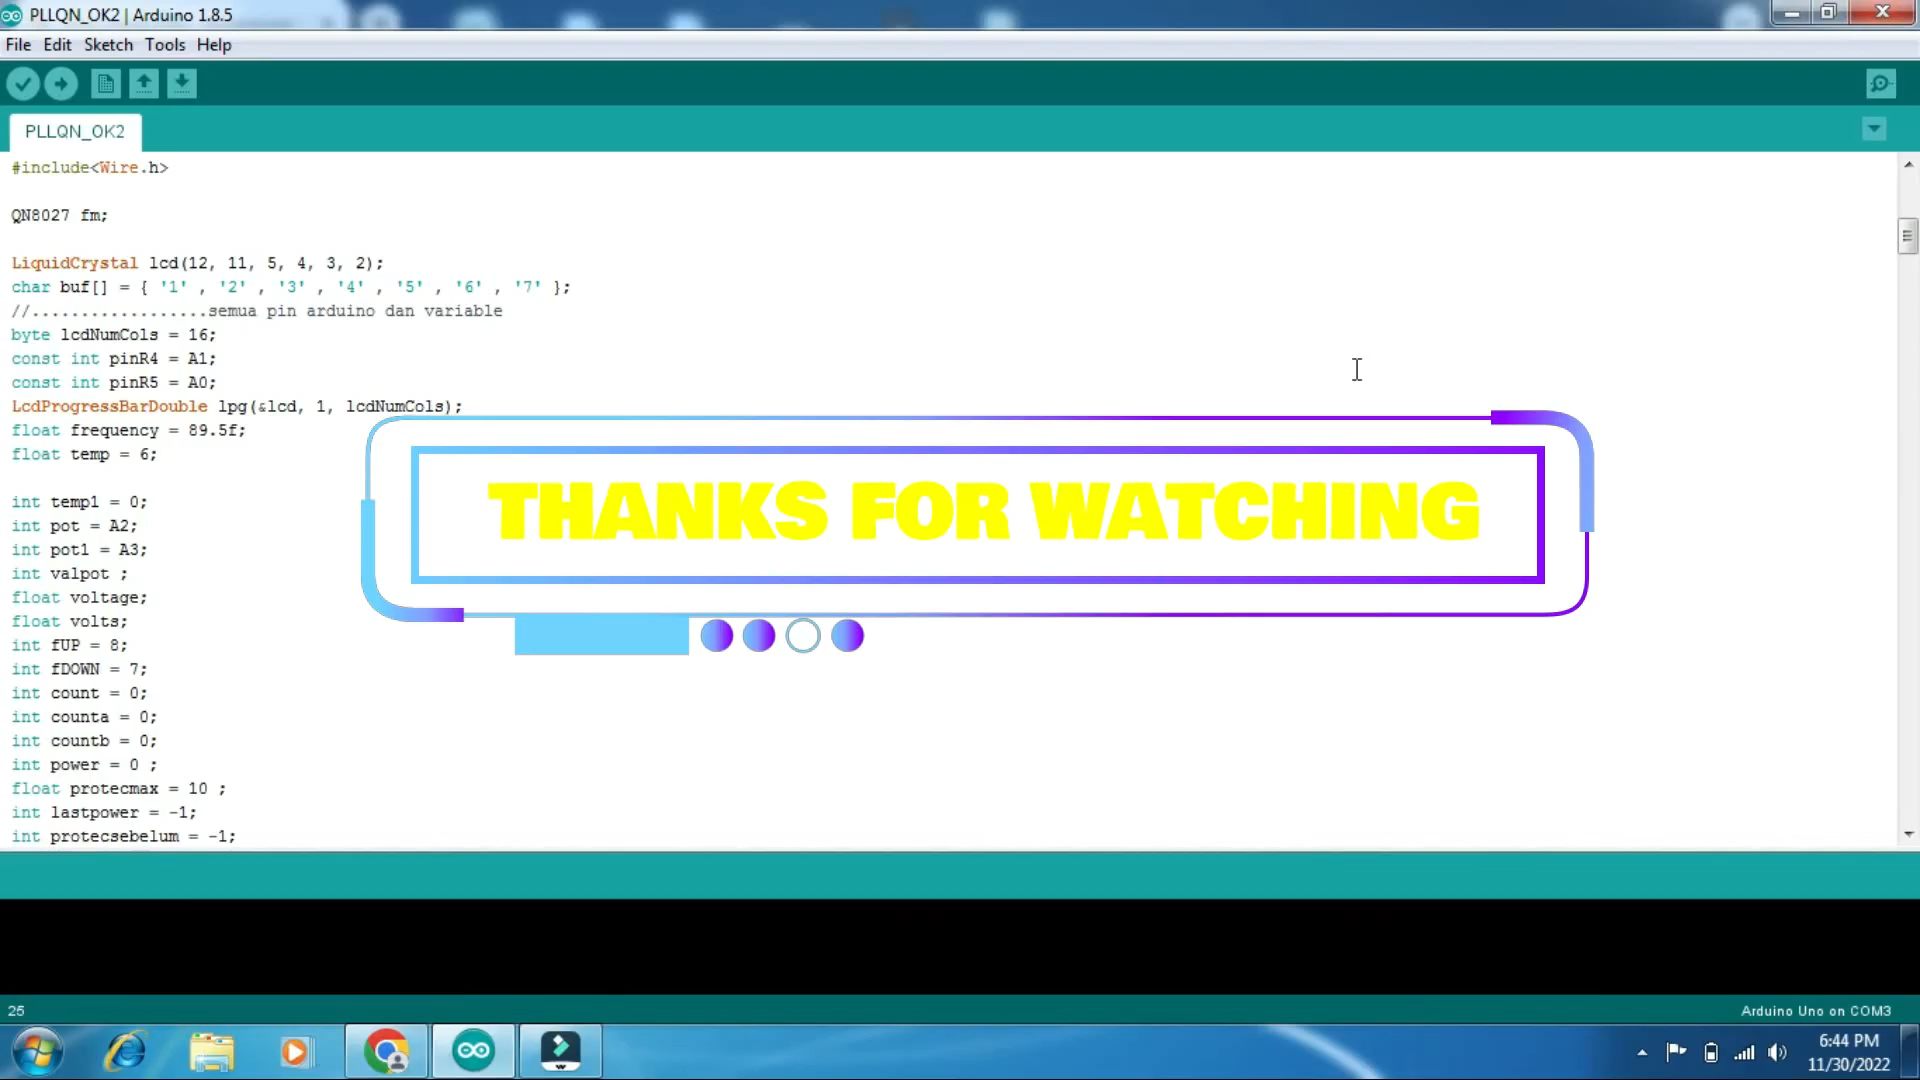 PLLQN_OK2 | Arduino 1.8.5
File Edit Sketch Tools Help
PLLQN_OK2
#include<Wire.h>
QN8027 fm;
LiquidCrystal lcd(12, 11, 5, 4, 3, 2);
char buf[] = { '1' , '2' , '3' , '4' , '5' , '6' , '7' };
//..................semua pin arduino dan variable
byte lcdNumCols = 16;
const int pinR4 = A1;
const int pinR5 = A0;
LcdProgressBarDouble lpg(&lcd, 1, lcdNumCols);
float frequency = 89.5f;
float temp = 6;
int temp1 = 0;
int pot = A2;
int pot1 = A3;
int valpot ;
float voltage;
float volts;
int fUP = 8;
int fDOWN = 7;
int count = 0;
int counta = 0;
int countb = 0;
int power = 0 ;
float protecmax = 10 ;
int lastpower = -1;
int protecsebelum = -1;
THANKS FOR WATCHING
25
Arduino Uno on COM3
6:44 PM
11/30/2022